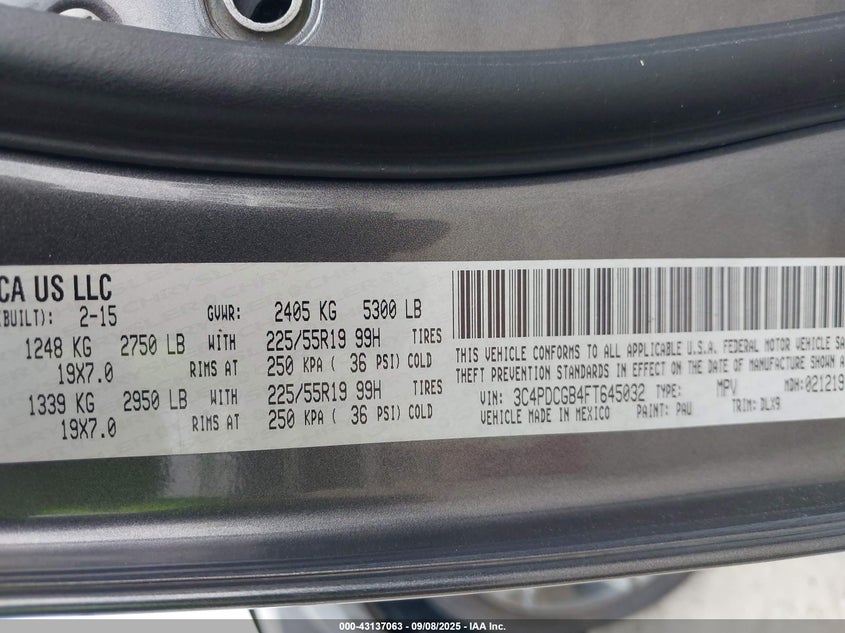 CA US LLC
(BUILT): 2-15 GVWR: 2405 KG 5300 LB
1248 KG 2750 LB WITH 225/55R19 99H TIRES
19X7.0 RIMS AT 250 KPA ( 36 PSI) COLD
1339 KG 2950 LB WITH 225/55R19 99H TIRES
19X7.0 RIMS AT 250 KPA ( 36 PSI) COLD
THIS VEHICLE CONFORMS TO ALL APPLICABLE U.S.A. FEDERAL MOTOR VEHICLE SA
THEFT PREVENTION STANDARDS IN EFFECT ON THE DATE OF MANUFACTURE SHOWN A
VIN: 3C4PDCGB4FT645032 TYPE: MPV MDH: 021219
VEHICLE MADE IN MEXICO PAINT: PAU TRIM: DLX9
000-43137063 - 09/08/2025 - IAA Inc.